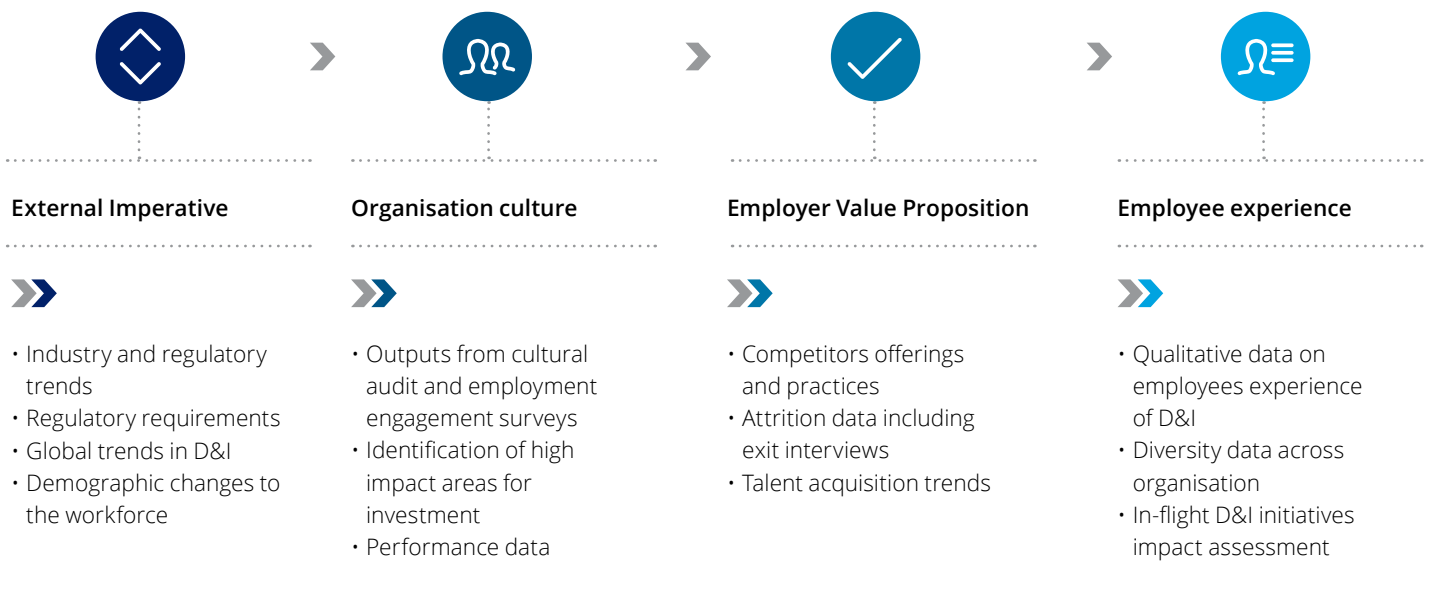 External Imperative
• Industry and regulatory
trends
• Regulatory requirements
• Global trends in D&I
• Demographic changes to
the workforce
Organisation culture
• Outputs from cultural
audit and employment
engagement surveys
• Identification of high
impact areas for
investment
• Performance data
Employer Value Proposition
• Competitors offerings
and practices
• Attrition data including
exit interviews
• Talent acquisition trends
Employee experience
• Qualitative data on
employees experience
of D&I
• Diversity data across
organisation
• In-flight D&I initiatives
impact assessment